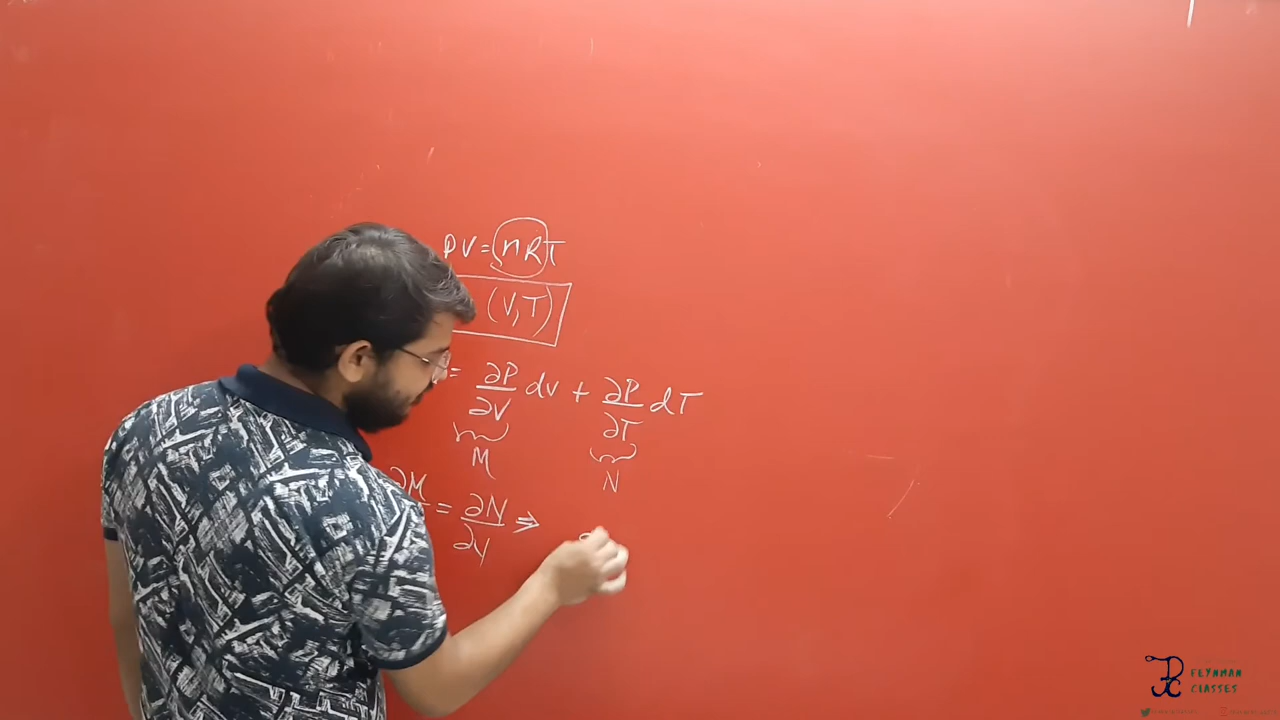 PV=nRT
(V,T)
= ∂P/∂V dV + ∂P/∂T dT
M N
∂M = ∂N/∂V ⇒
FEYNMAN
CLASSES